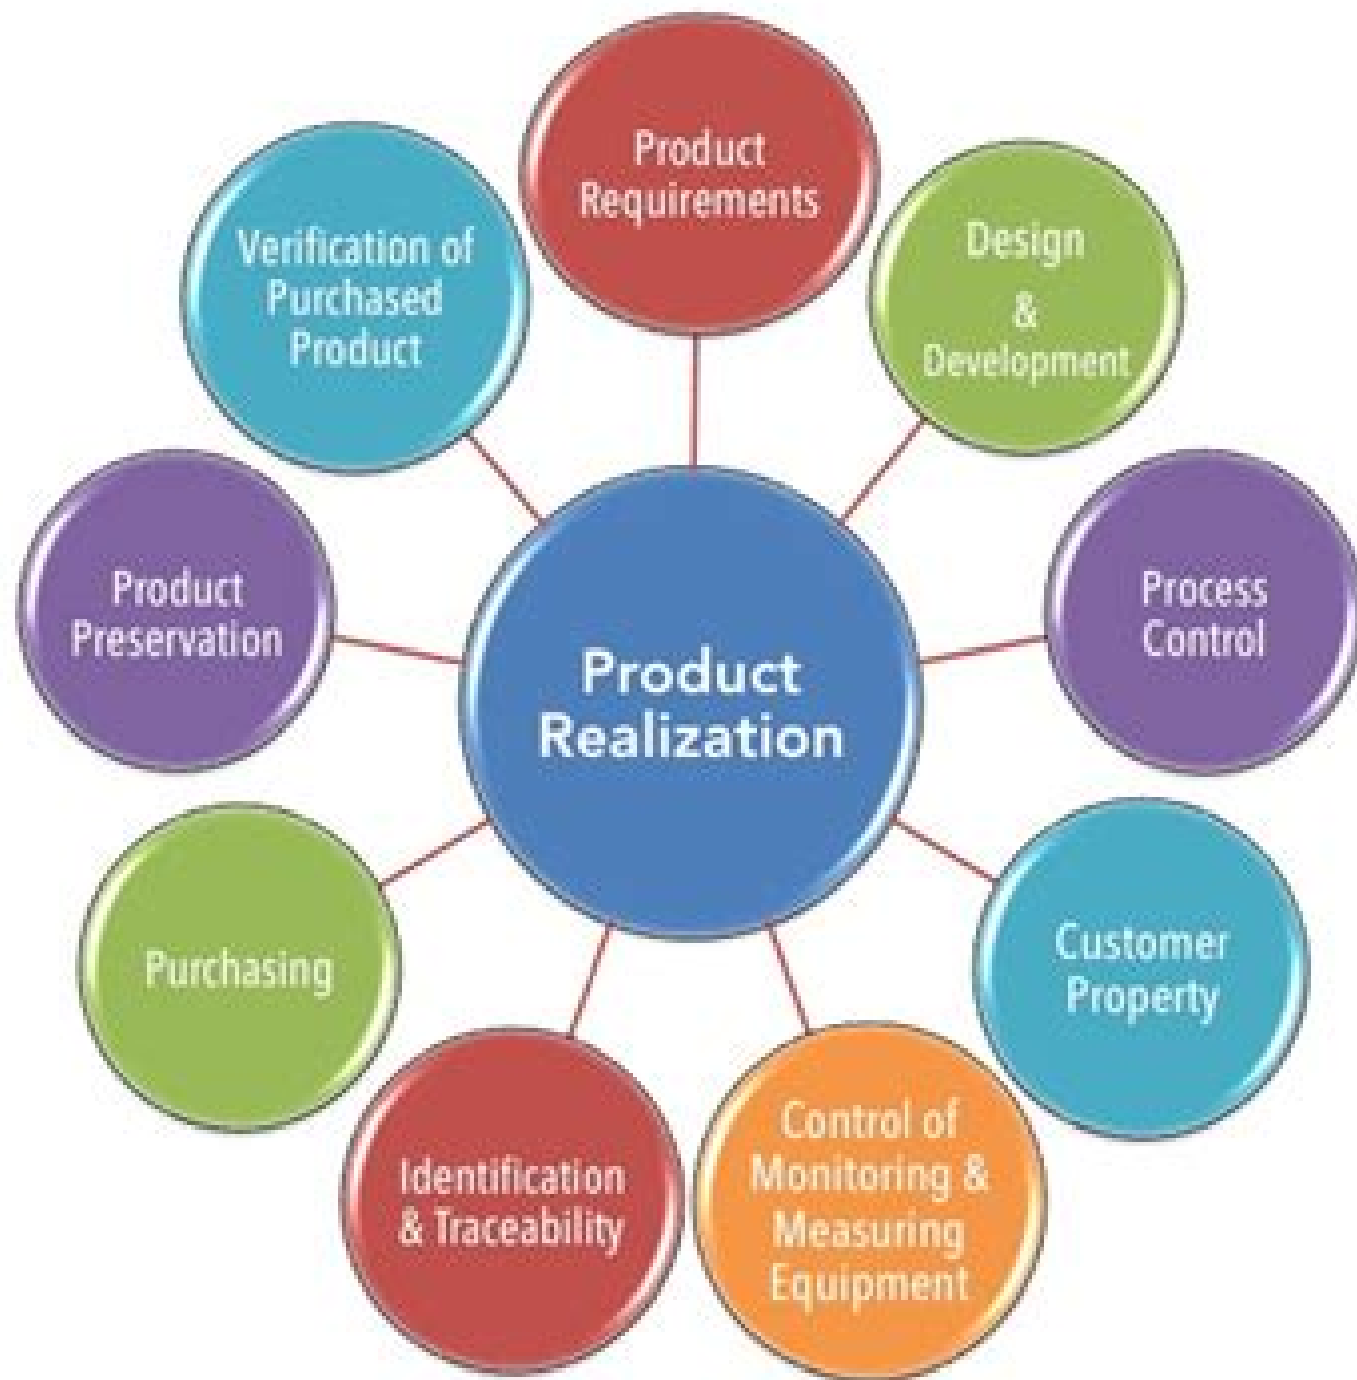 Product
Requirements
Design
&
Development
Process
Control
Customer
Property
Control of
Monitoring &
Measuring
Equipment
Identification
& Traceability
Purchasing
Product
Preservation
Verification of
Purchased
Product
Product
Realization